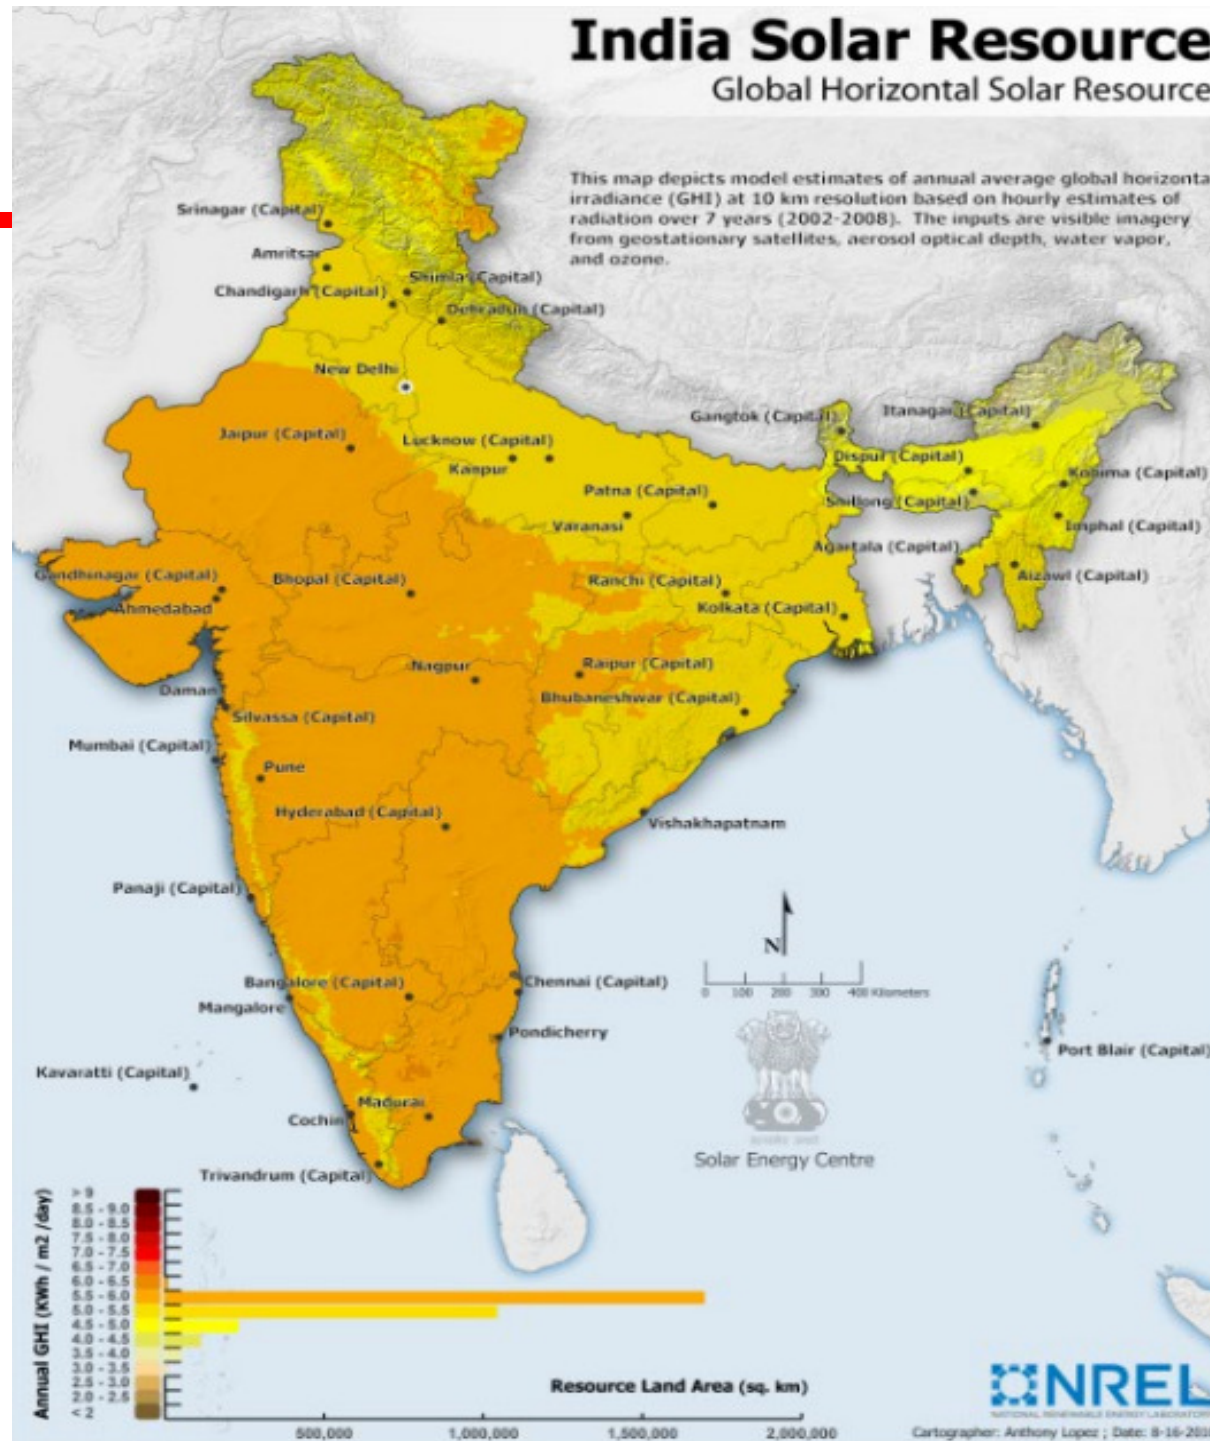 India Solar Resource
Global Horizontal Solar Resource
This map depicts model estimates of annual average global horizonta
irradiance (GHI) at 10 km resolution based on hourly estimates of
radiation over 7 years (2002-2008). The inputs are visible imagery
from geostationary satellites, aerosol optical depth, water vapor,
and ozone.
Srinagar (Capital)
Amritsar
Shimla (Capital)
Chandigarh (Capital)
Dehradun (Capital)
New Delhi
Gangtok (Capital)
Itanagar (Capital)
Jaipur (Capital)
Lucknow (Capital)
Kanpur
Dispur (Capital)
Kohima (Capital)
Patna (Capital)
Shillong (Capital)
Varanasi
Imphal (Capital)
Agartala (Capital)
Gandhinagar (Capital)
Bhopal (Capital)
Ranchi (Capital)
Aizawl (Capital)
Ahmedabad
Kolkata (Capital)
Nagpur
Raipur (Capital)
Daman
Bhubaneshwar (Capital)
Silvassa (Capital)
Mumbai (Capital)
Pune
Hyderabad (Capital)
Vishakhapatnam
Panaji (Capital)
N
Bangalore (Capital)
Chennai (Capital)
0 100 200 300 400 Kilometers
Mangalore
Pondicherry
Port Blair (Capital)
Kavaratti (Capital)
Madurai
Cochin
Solar Energy Centre
Trivandrum (Capital)
Annual GHI (KWh / m2 /day)
> 9
8.5 - 9.0
8.0 - 8.5
7.5 - 8.0
7.0 - 7.5
6.5 - 7.0
6.0 - 6.5
5.5 - 6.0
5.0 - 5.5
4.5 - 5.0
4.0 - 4.5
3.5 - 4.0
3.0 - 3.5
2.5 - 3.0
2.0 - 2.5
< 2
Resource Land Area (sq. km)
500,000 1,000,000 1,500,000 2,000,000
NREL
NATIONAL RENEWABLE ENERGY LABORATORY
Cartographer: Anthony Lopez ; Date: 8-16-201